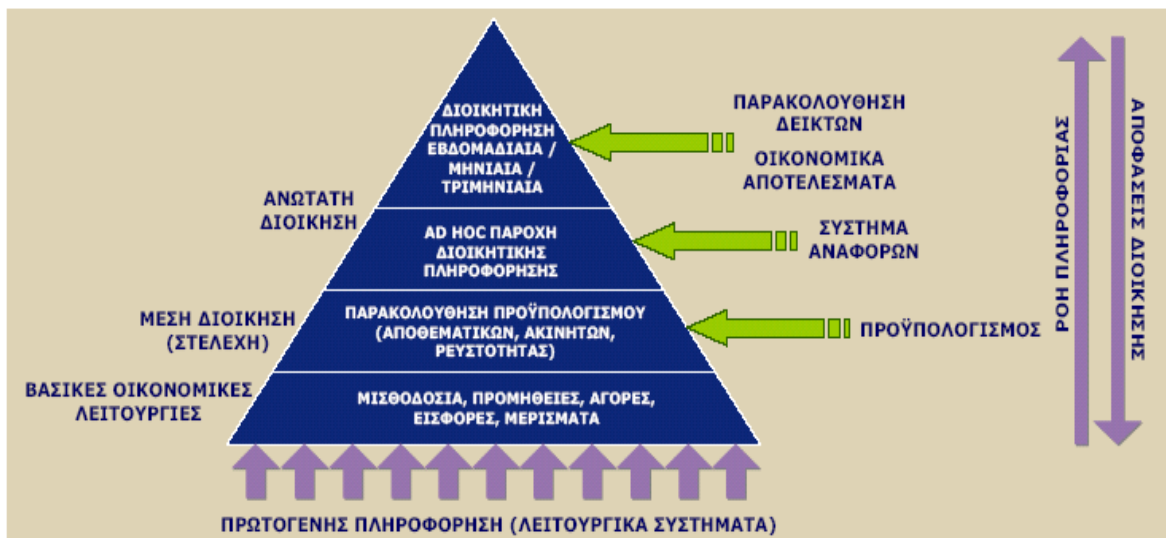 ΔΙΟΙΚΗΤΙΚΗ
ΠΛΗΡΟΦΟΡΗΣΗ
ΕΒΔΟΜΑΔΙΑΙΑ /
ΜΗΝΙΑΙΑ /
ΤΡΙΜΗΝΙΑΙΑ
ΠΑΡΑΚΟΛΟΥΘΗΣΗ
ΔΕΙΚΤΩΝ
ΟΙΚΟΝΟΜΙΚΑ
ΑΠΟΤΕΛΕΣΜΑΤΑ
ΑΝΩΤΑΤΗ
ΔΙΟΙΚΗΣΗ
AD HOC ΠΑΡΟΧΗ
ΔΙΟΙΚΗΤΙΚΗΣ
ΠΛΗΡΟΦΟΡΗΣΗΣ
ΣΥΣΤΗΜΑ
ΑΝΑΦΟΡΩΝ
ΜΕΣΗ ΔΙΟΙΚΗΣΗ
(ΣΤΕΛΕΧΗ)
ΠΑΡΑΚΟΛΟΥΘΗΣΗ ΠΡΟΫΠΟΛΟΓΙΣΜΟΥ
(ΑΠΟΘΕΜΑΤΙΚΩΝ, ΑΚΙΝΗΤΩΝ,
ΡΕΥΣΤΟΤΗΤΑΣ)
ΠΡΟΫΠΟΛΟΓΙΣΜΟΣ
ΒΑΣΙΚΕΣ ΟΙΚΟΝΟΜΙΚΕΣ
ΛΕΙΤΟΥΡΓΙΕΣ
ΜΙΣΘΟΔΟΣΙΑ, ΠΡΟΜΗΘΕΙΕΣ, ΑΓΟΡΕΣ,
ΕΙΣΦΟΡΕΣ, ΜΕΡΙΣΜΑΤΑ
ΠΡΩΤΟΓΕΝΗΣ ΠΛΗΡΟΦΟΡΗΣΗ (ΛΕΙΤΟΥΡΓΙΚΑ ΣΥΣΤΗΜΑΤΑ)
ΡΟΗ ΠΛΗΡΟΦΟΡΙΑΣ
ΑΠΟΦΑΣΕΙΣ ΔΙΟΙΚΗΣΗΣ